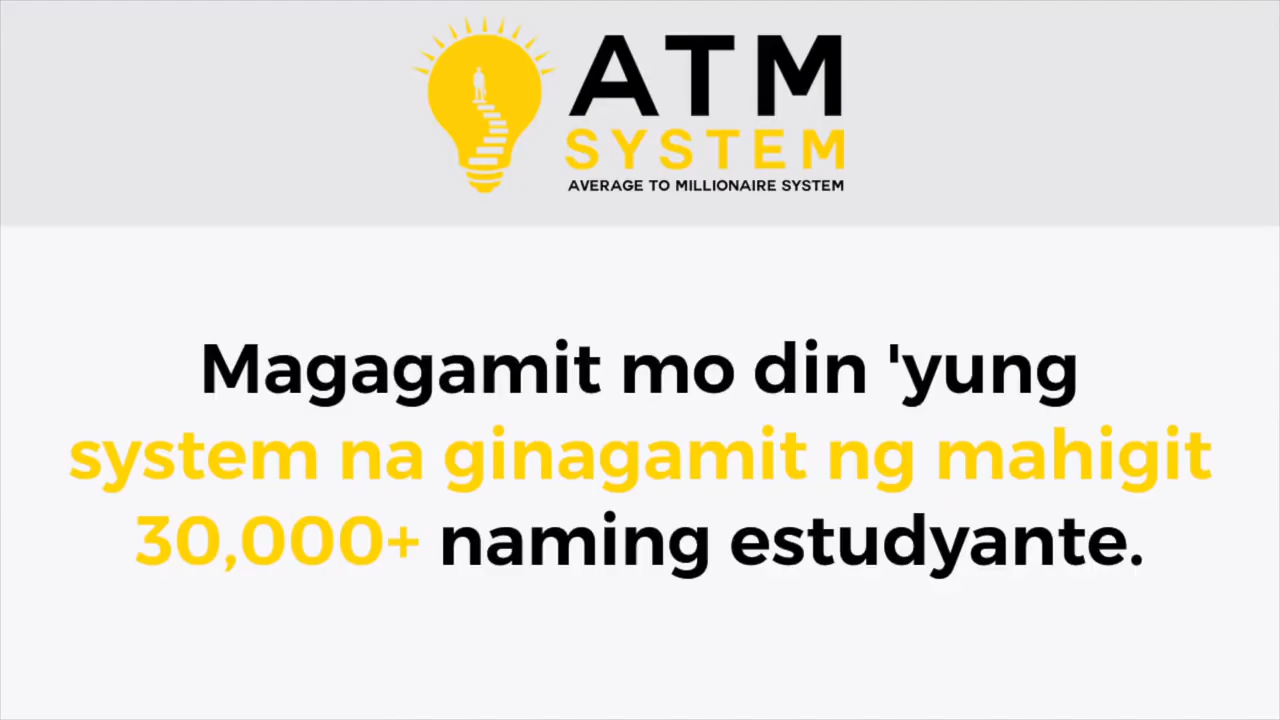 ATM
SYSTEM
AVERAGE TO MILLIONAIRE SYSTEM
Magagamit mo din 'yung
system na ginagamit ng mahigit
30,000+ naming estudyante.